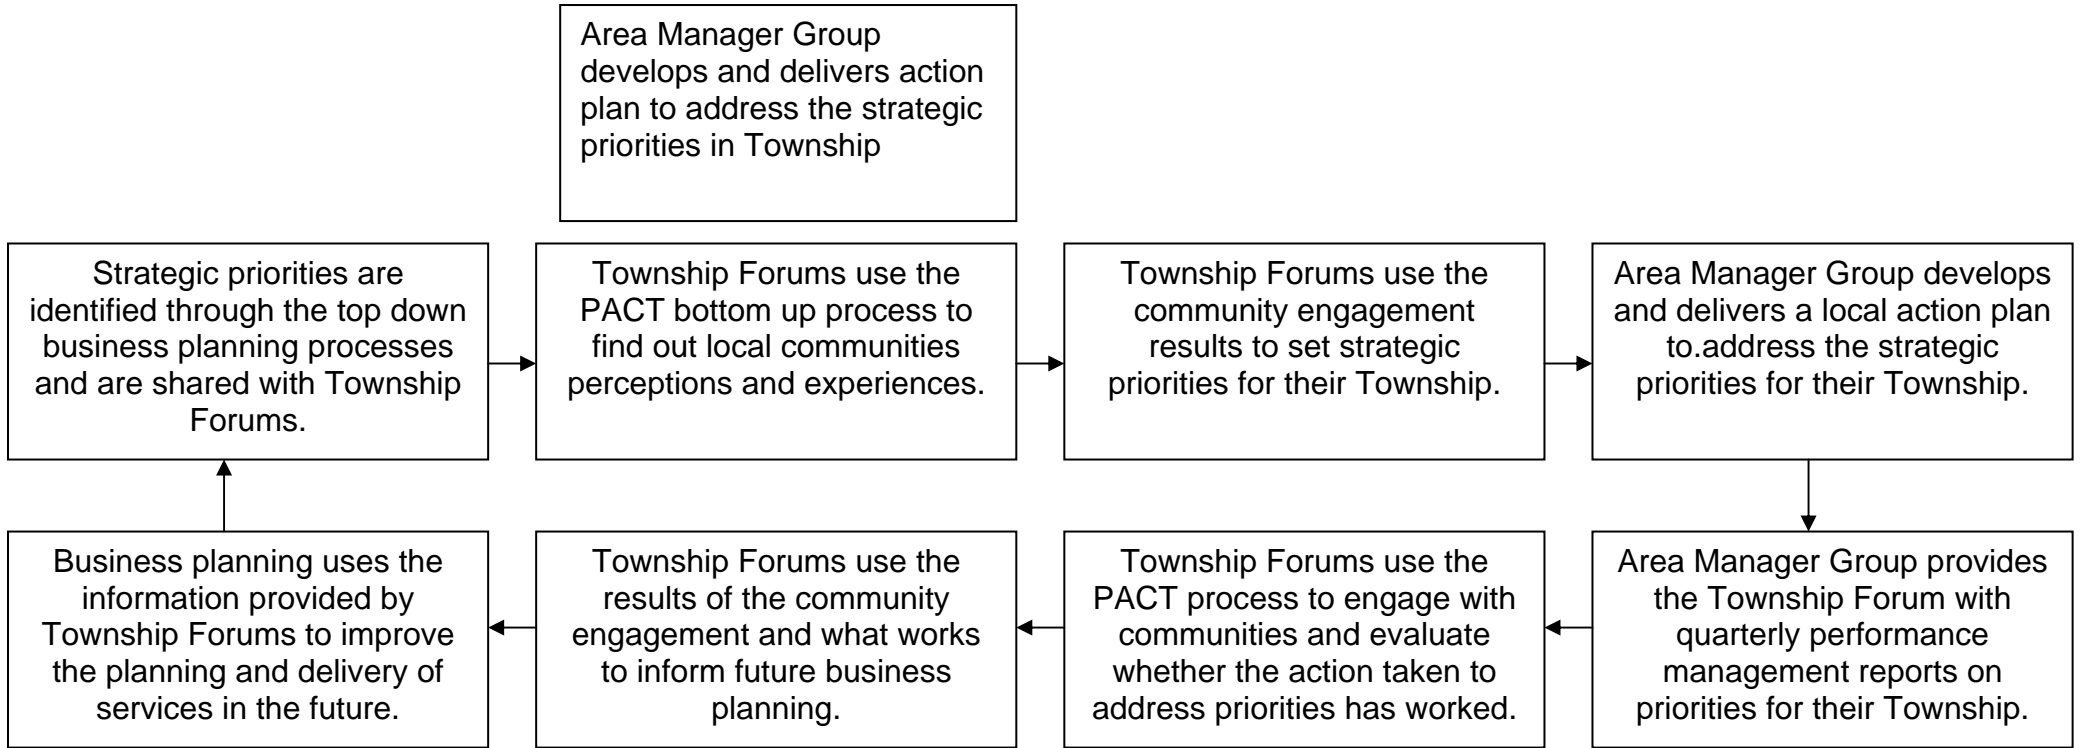 Area Manager Group
develops and delivers action
plan to address the strategic
priorities in Township
Strategic priorities are
identified through the top down
business planning processes
and are shared with Township
Forums.
Township Forums use the
PACT bottom up process to
find out local communities
perceptions and experiences.
Township Forums use the
community engagement
results to set strategic
priorities for their Township.
Area Manager Group develops
and delivers a local action plan
to.address the strategic
priorities for their Township.
Area Manager Group provides
the Township Forum with
quarterly performance
management reports on
priorities for their Township.
Township Forums use the
PACT process to engage with
communities and evaluate
whether the action taken to
address priorities has worked.
Township Forums use the
results of the community
engagement and what works
to inform future business
planning.
Business planning uses the
information provided by
Township Forums to improve
the planning and delivery of
services in the future.